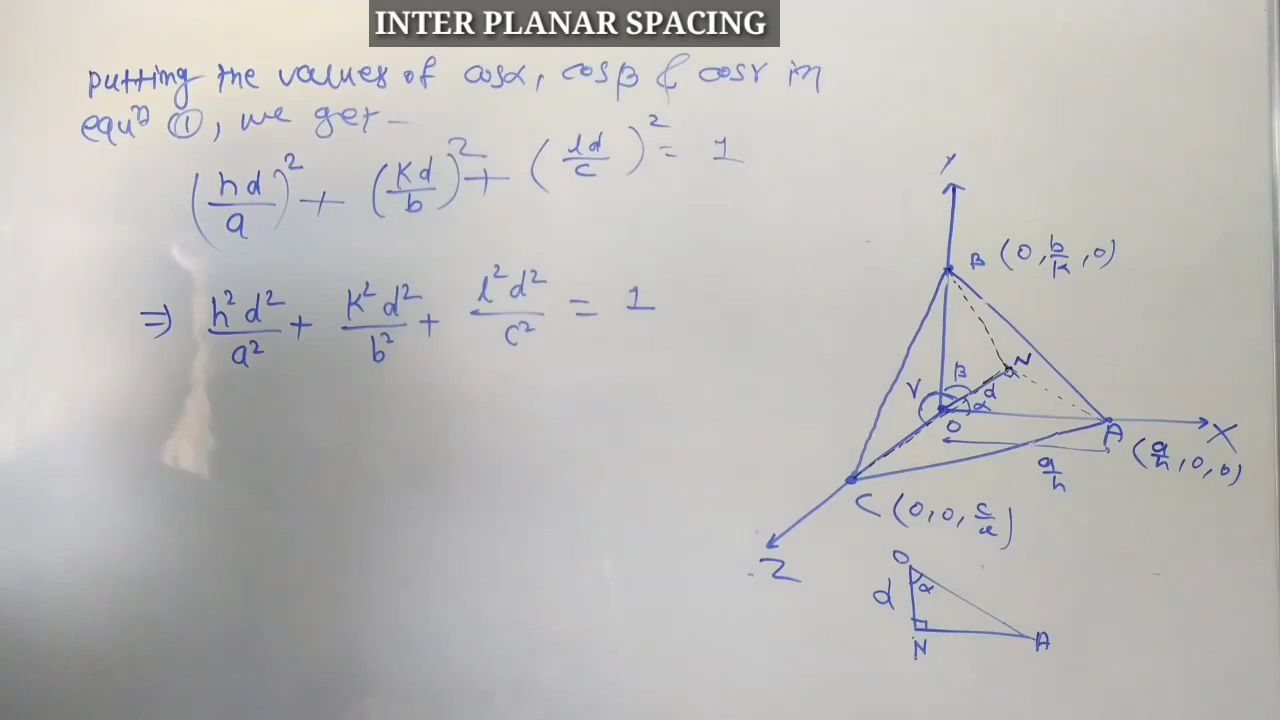 INTER PLANAR SPACING
putting the values of cosα, cosβ & cosγ in
equⁿ ①, we get -
(hd/a)² + (Kd/b)² + (ld/c)² = 1
⇒ h²d²/a² + K²d²/b² + l²d²/c² = 1
Y
B (0, b/k, 0)
N
γ β d α
O
A
X
(a/h, 0, 0)
a/h
C (0, 0, c/l)
Z
O
α
d
N
A